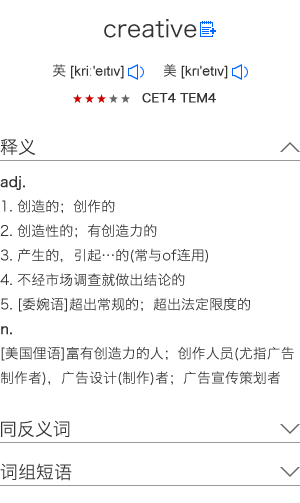 creative
英 [kri:'eɪtɪv] 美 [krɪ'etɪv]
★★★★★ CET4 TEM4
释义
adj.
1. 创造的；创作的
2. 创造性的；有创造力的
3. 产生的，引起…的(常与of连用)
4. 不经市场调查就做出结论的
5. [委婉语]超出常规的；超出法定限度的
n.
[美国俚语]富有创造力的人；创作人员(尤指广告
制作者)，广告设计(制作)者；广告宣传策划者
同反义词
词组短语